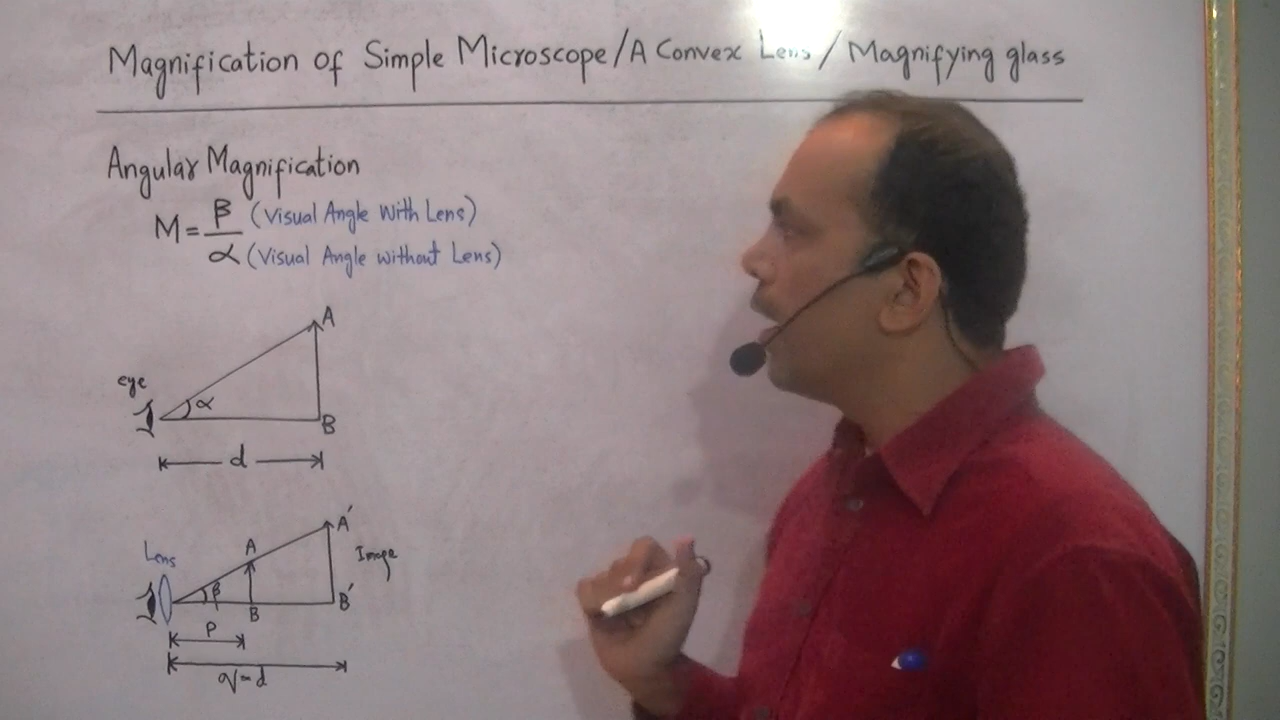 Magnification of Simple Microscope/A Convex Lens/Magnifying glass
Angular Magnification
M = β (Visual Angle With Lens)
α (Visual Angle without Lens)
A
eye
α
B
d
A′
Lens
A
Image
β
B
B′
P
q = d